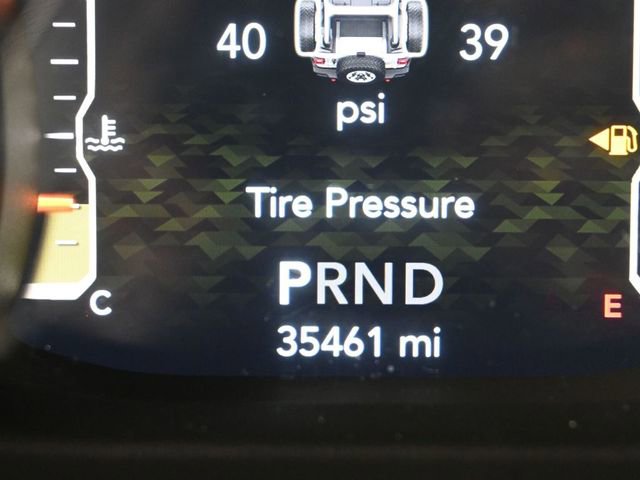 40 39
psi
Tire Pressure
PRND
C E
35461 mi